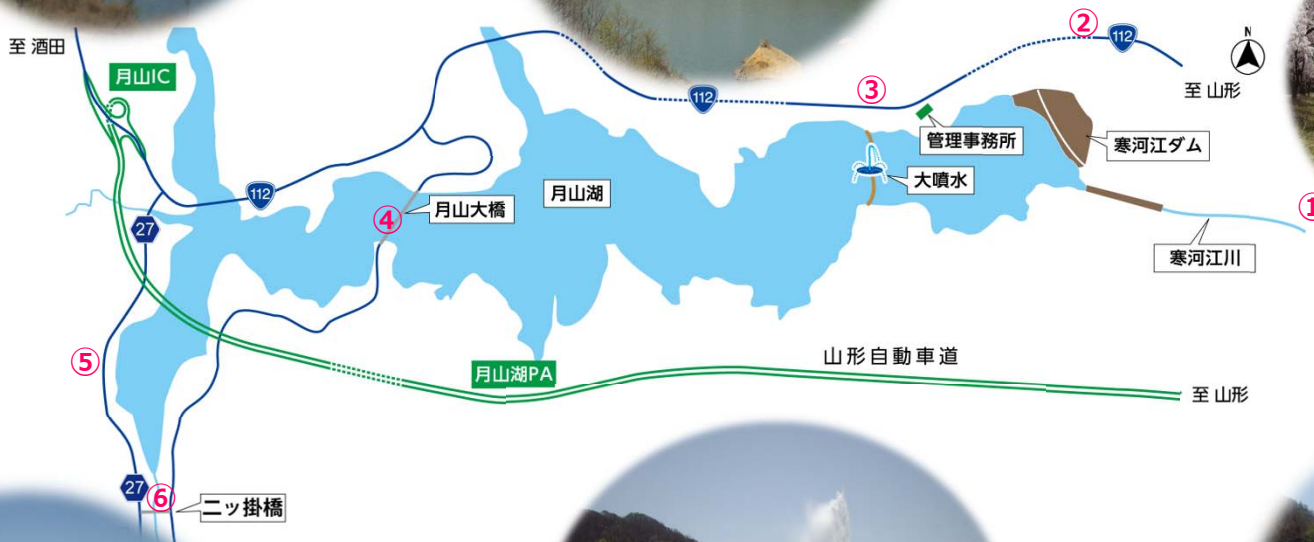 ②
112
N
至 酒田
月山IC
至 山形
③
112
管理事務所
寒河江ダム
大噴水
112
月山湖
④
月山大橋
①
27
寒河江川
⑤
山形自動車道
月山湖PA
至 山形
27
⑥
二ッ掛橋